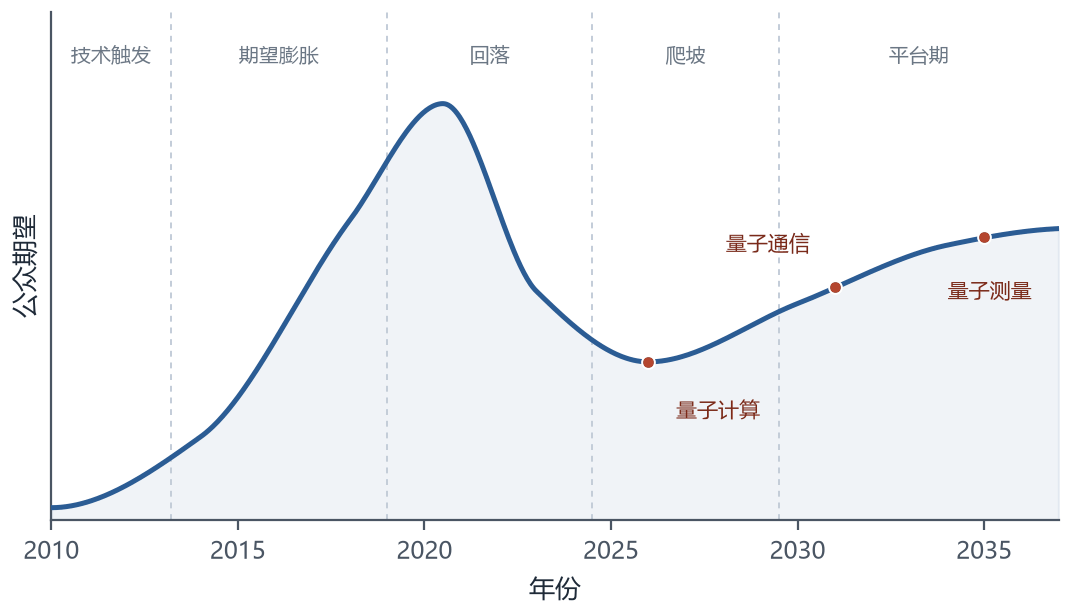 技术触发
期望膨胀
回落
爬坡
平台期
公众期望
量子通信
量子测量
量子计算
2010
2015
2020
2025
2030
2035
年份